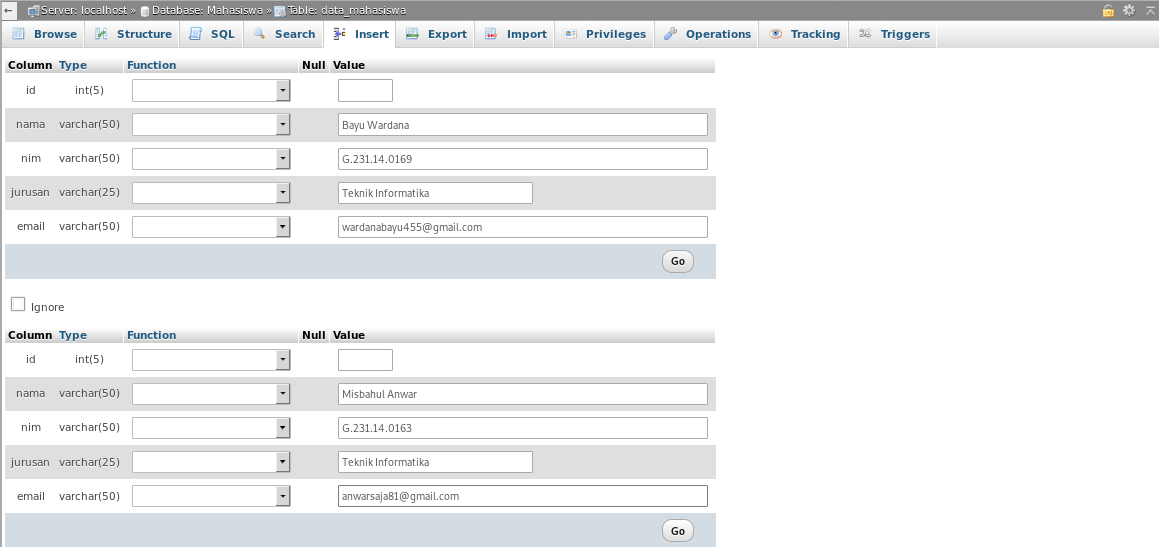 Server: localhost » Database: Mahasiswa » Table: data_mahasiswa
Browse Structure SQL Search Insert Export Import Privileges Operations Tracking Triggers
Column Type Function Null Value
id int(5)
nama varchar(50) Bayu Wardana
nim varchar(50) G.231.14.0169
jurusan varchar(25) Teknik Informatika
email varchar(50) wardanabayu455@gmail.com
Go
Ignore
Column Type Function Null Value
id int(5)
nama varchar(50) Misbahul Anwar
nim varchar(50) G.231.14.0163
jurusan varchar(25) Teknik Informatika
email varchar(50) anwarsaja81@gmail.com
Go